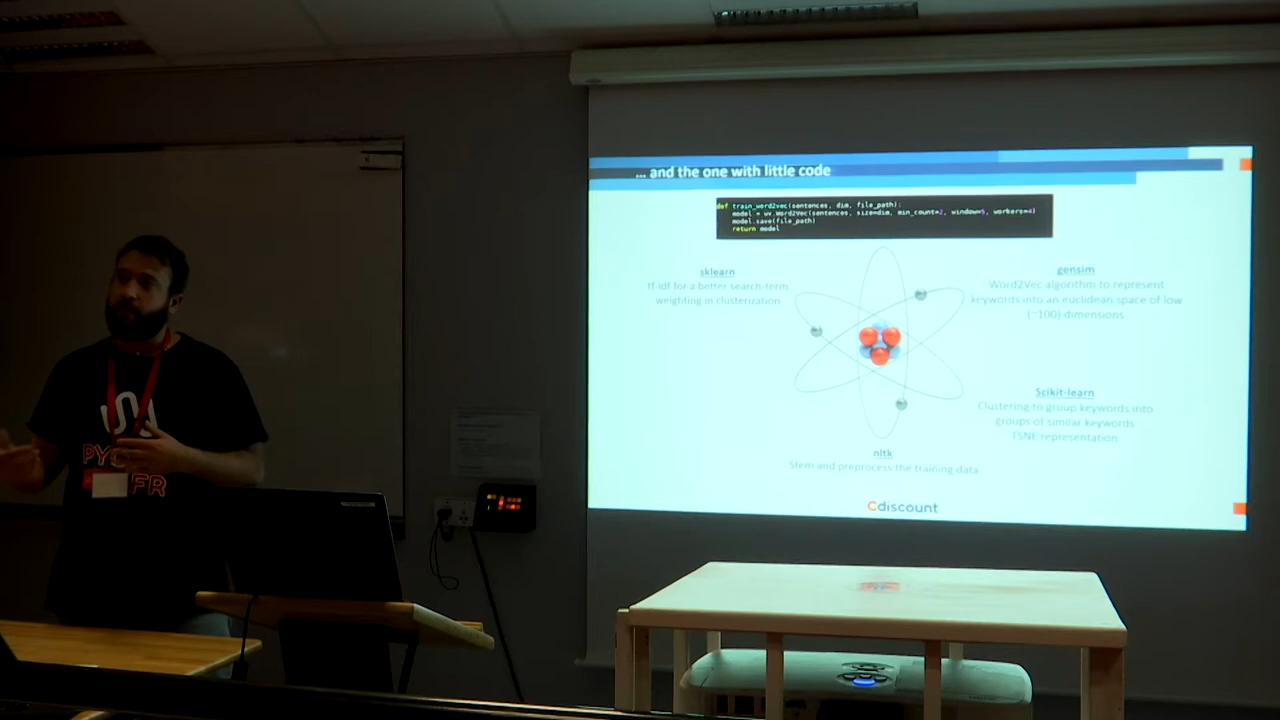 ... and the one with little code
def train_word2vec(sentences, dim, file_path):
model = wv.Word2Vec(sentences, size=dim, min_count=2, window=5, workers=4)
model.save(file_path)
return model
sklearn
Tf-idf for a better search-term
weighting in clusterization
gensim
Word2Vec algorithm to represent
keywords into an euclidean space of low
(~100) dimensions
Scikit-learn
Clustering to group keywords into
groups of similar keywords
TSNE representation
nltk
Stem and preprocess the training data
Cdiscount
PYC
FR